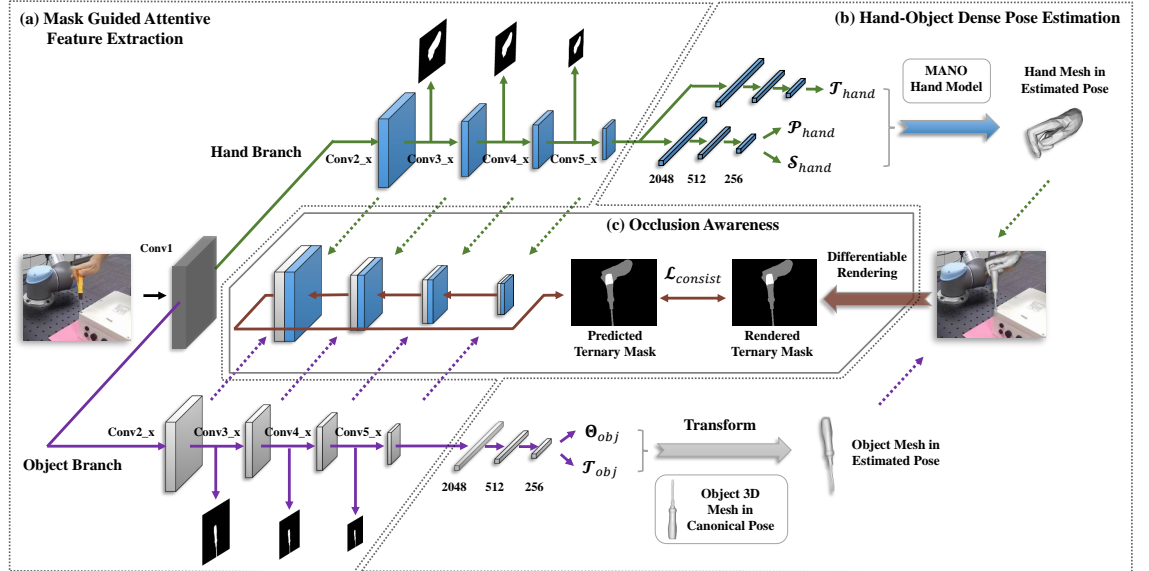 (a) Mask Guided Attentive
Feature Extraction
(b) Hand-Object Dense Pose Estimation
Hand Branch
Conv2_x
Conv3_x
Conv4_x
Conv5_x
2048
512
256
𝒯hand
𝒫hand
𝒮hand
MANO
Hand Model
Hand Mesh in
Estimated Pose
Conv1
(c) Occlusion Awareness
Predicted
Ternary Mask
ℒconsist
Rendered
Ternary Mask
Differentiable
Rendering
Object Branch
Conv2_x
Conv3_x
Conv4_x
Conv5_x
2048
512
256
Θobj
𝒯obj
Transform
Object 3D
Mesh in
Canonical Pose
Object Mesh in
Estimated Pose